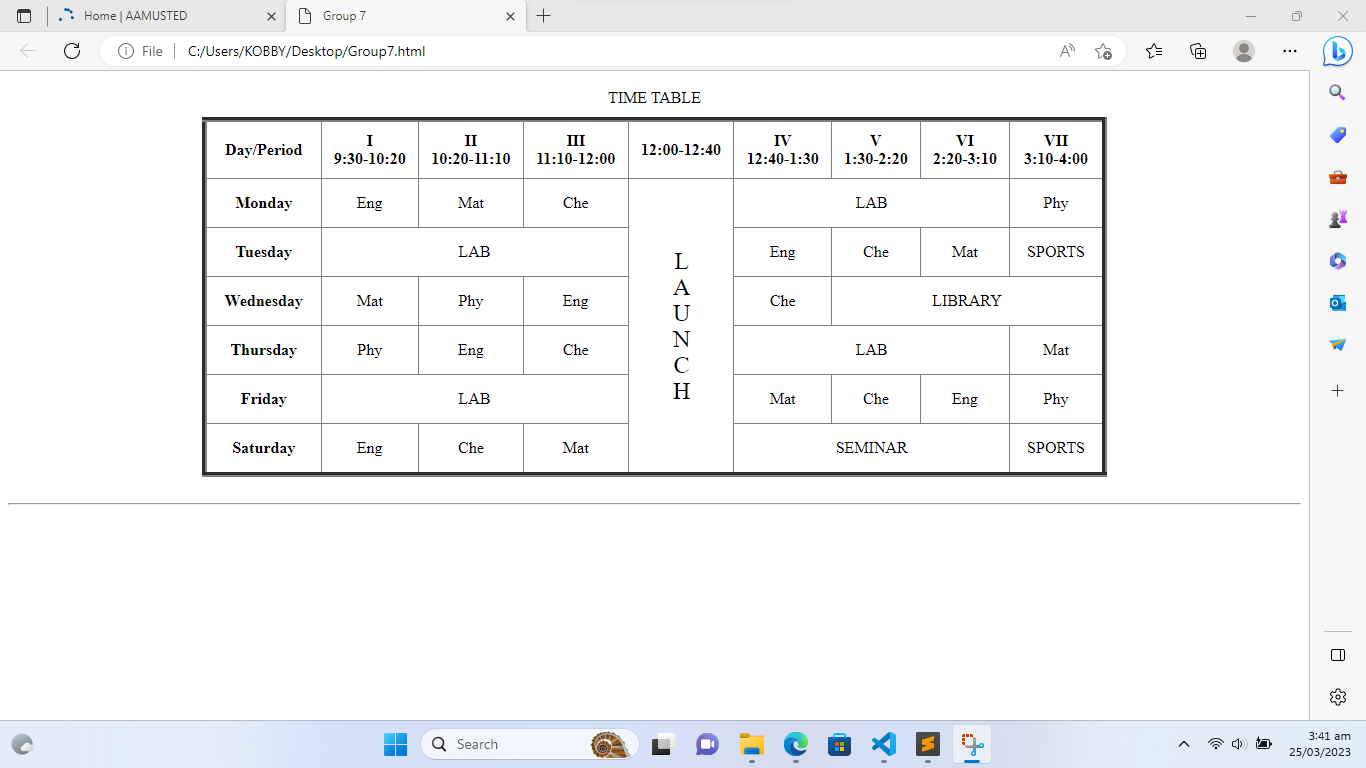 Home | AAMUSTED
Group 7
File
C:/Users/KOBBY/Desktop/Group7.html
TIME TABLE
Day/Period I 9:30-10:20 II 10:20-11:10 III 11:10-12:00 12:00-12:40 IV 12:40-1:30 V 1:30-2:20 VI 2:20-3:10 VII 3:10-4:00
Monday Eng Mat Che LAB Phy
Tuesday LAB Eng Che Mat SPORTS
Wednesday Mat Phy Eng Che LIBRARY
Thursday Phy Eng Che LAB Mat
Friday LAB Mat Che Eng Phy
Saturday Eng Che Mat SEMINAR SPORTS
L
A
U
N
C
H
Search
3:41 am
25/03/2023